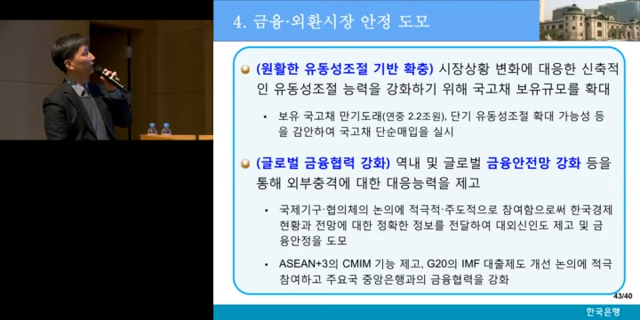 4. 금융·외환시장 안정 도모
(원활한 유동성조절 기반 확충) 시장상황 변화에 대응한 신축적
인 유동성조절 능력을 강화하기 위해 국고채 보유규모를 확대
• 보유 국고채 만기도래(연중 2.2조원), 단기 유동성조절 확대 가능성 등
을 감안하여 국고채 단순매입을 실시
(글로벌 금융협력 강화) 역내 및 글로벌 금융안전망 강화 등을
통해 외부충격에 대한 대응능력을 제고
• 국제기구·협의체의 논의에 적극적·주도적으로 참여함으로써 한국경제
현황과 전망에 대한 정확한 정보를 전달하여 대외신인도 제고 및 금
융안정을 도모
• ASEAN+3의 CMIM 기능 제고, G20의 IMF 대출제도 개선 논의에 적극
참여하고 주요국 중앙은행과의 금융협력을 강화
43/40
한국은행